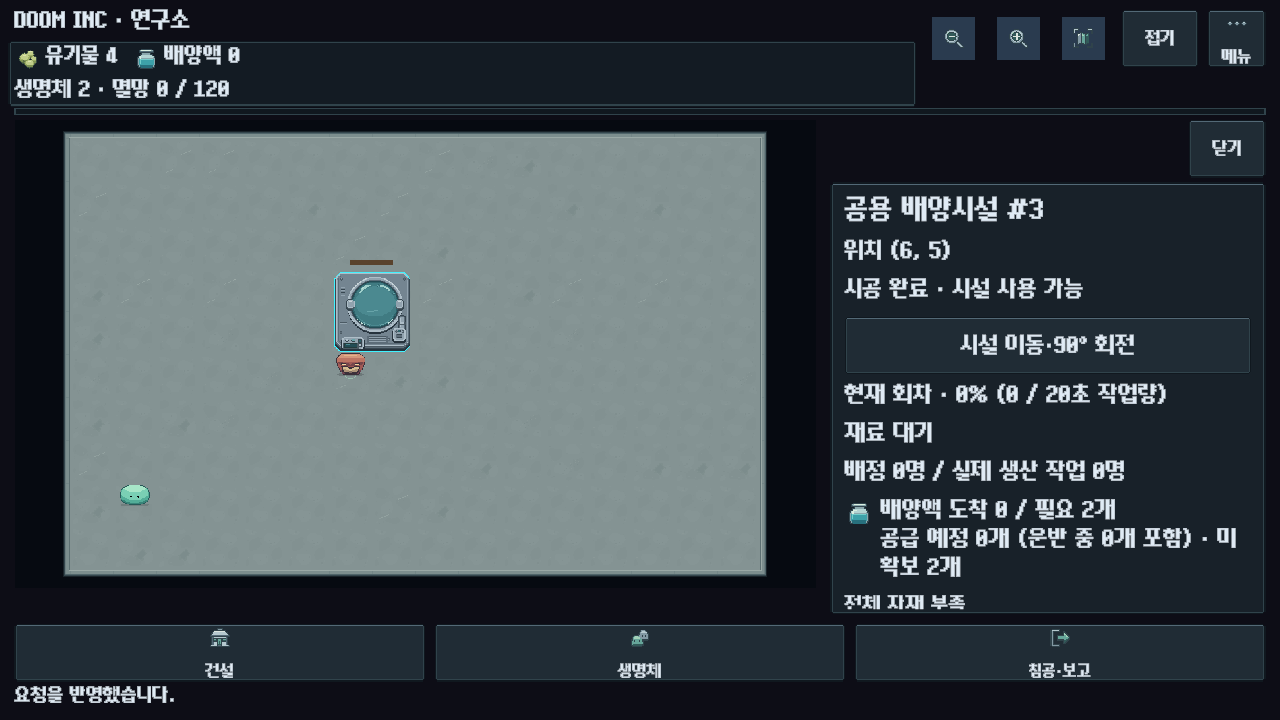 DOOM INC · 연구소
유기물 4 배양액 0
생명체 2 · 멸망 0 / 120
접기
···
메뉴
닫기
공용 배양시설 #3
위치 (6, 5)
시공 완료 · 시설 사용 가능
시설 이동·90° 회전
현재 회차 · 0% (0 / 20초 작업량)
재료 대기
배정 0명 / 실제 생산 작업 0명
배양액 도착 0 / 필요 2개
공급 예정 0개 (운반 중 0개 포함) · 미
확보 2개
전체 자재 부족
건설
생명체
침공·보고
요청을 반영했습니다.